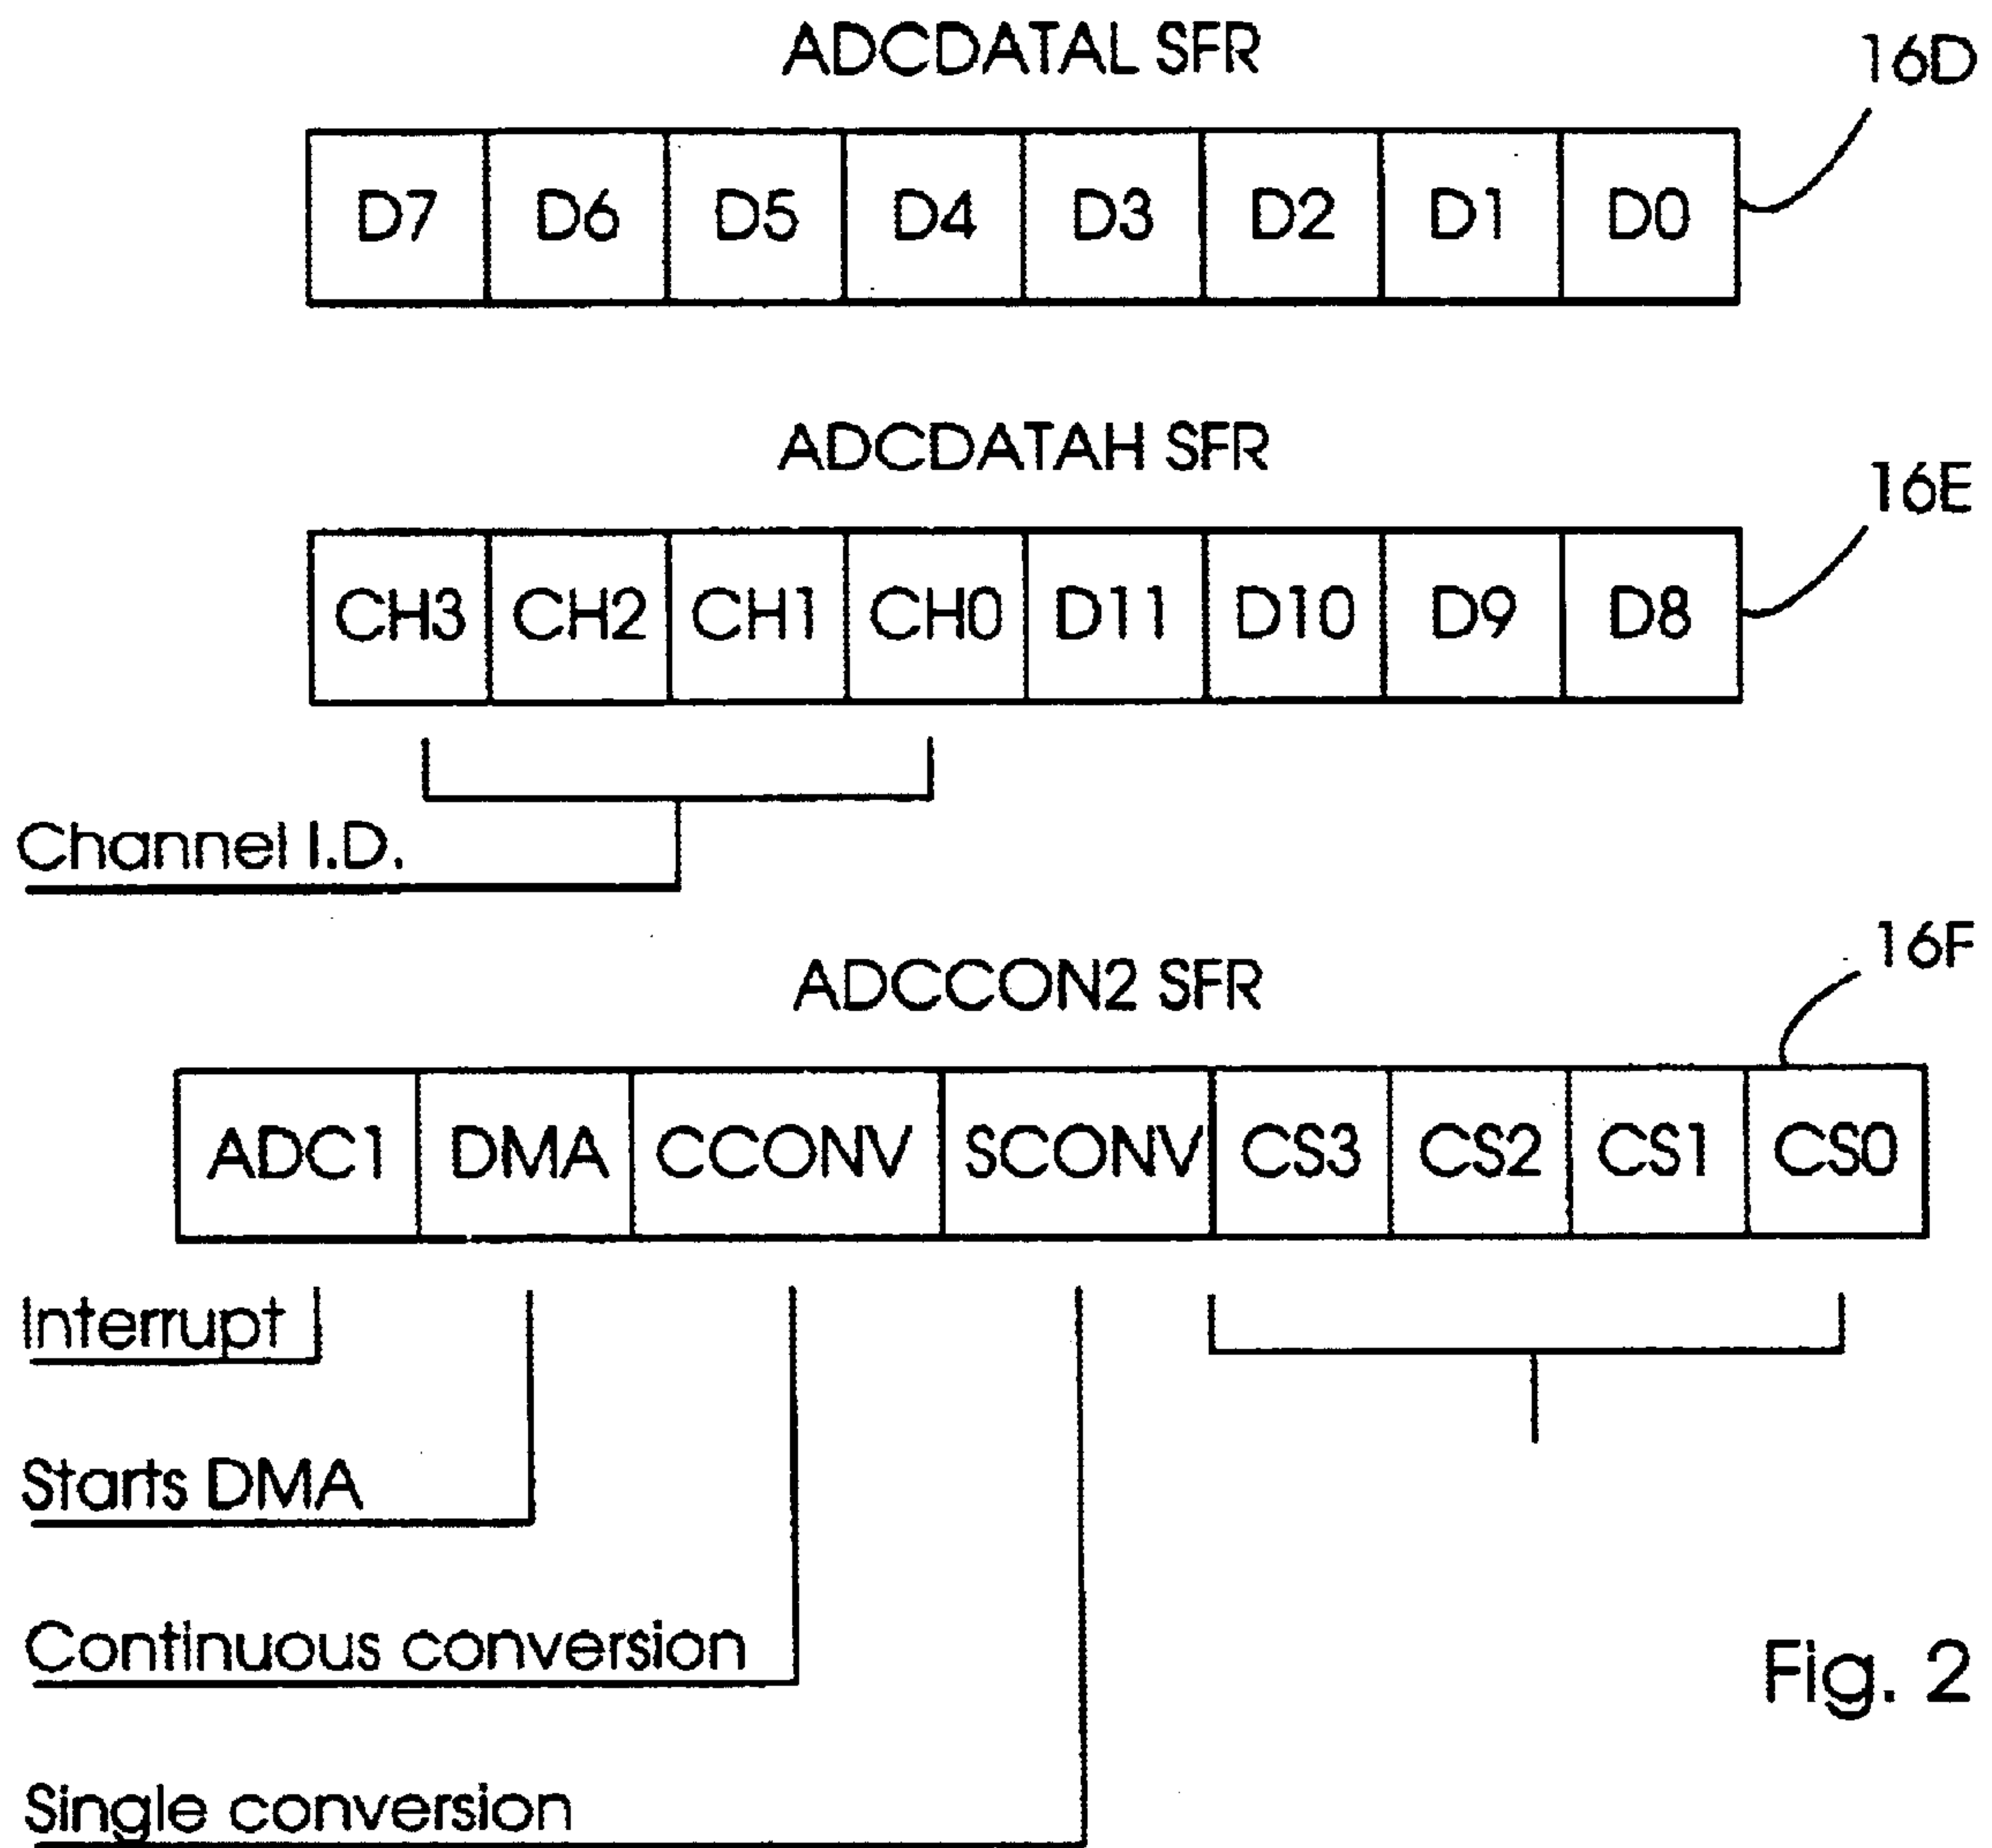 ADCDATAL SFR
16D
D7 D6 D5 D4 D3 D2 D1 D0
ADCDATAH SFR
16E
CH3 CH2 CH1 CH0 D11 D10 D9 D8
Channel I.D.
16F
ADCCON2 SFR
ADC1 DMA CCONV SCONV CS3 CS2 CS1 CS0
Interrupt
Starts DMA
Continuous conversion
Fig. 2
Single conversion